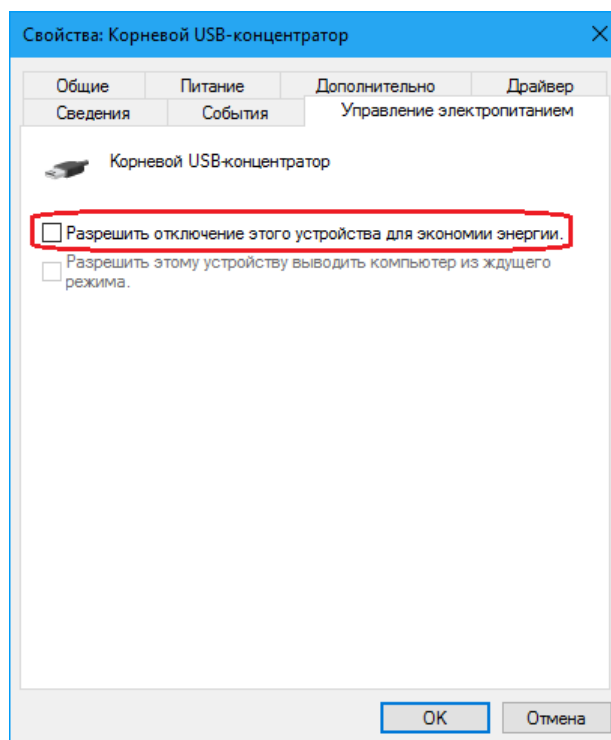 Свойства: Корневой USB-концентратор
Общие Питание Дополнительно Драйвер
Сведения События Управление электропитанием
Корневой USB-концентратор
Разрешить отключение этого устройства для экономии энергии.
Разрешить этому устройству выводить компьютер из ждущего
режима.
OK Отмена